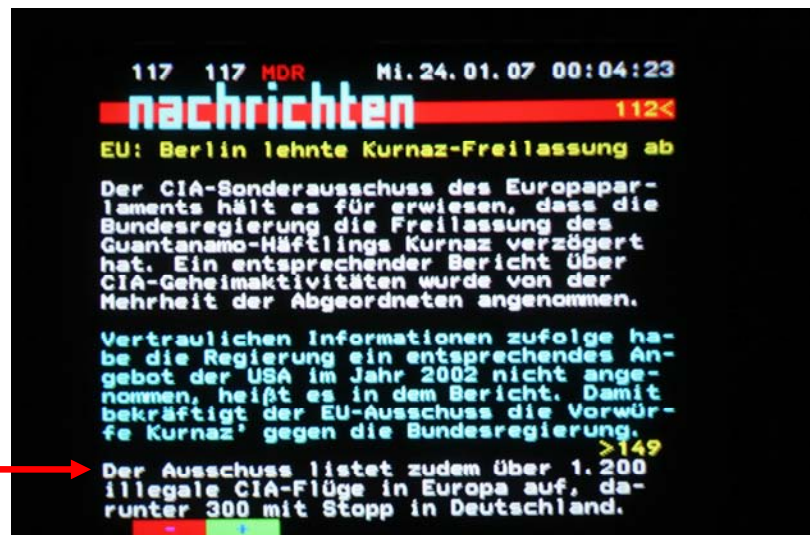 117 117 MDR Mi.24.01.07 00:04:23
nachrichten 112<
EU: Berlin lehnte Kurnaz-Freilassung ab
Der CIA-Sonderausschuss des Europapar-
laments hält es für erwiesen, dass die
Bundesregierung die Freilassung des
Guantanamo-Häftlings Kurnaz verzögert
hat. Ein entsprechender Bericht über
CIA-Geheimaktivitäten wurde von der
Mehrheit der Abgeordneten angenommen.
Vertraulichen Informationen zufolge ha-
be die Regierung ein entsprechendes An-
gebot der USA im Jahr 2002 nicht ange-
nommen, heißt es in dem Bericht. Damit
bekräftigt der EU-Ausschuss die Vorwür-
fe Kurnaz' gegen die Bundesregierung.
>149
Der Ausschuss listet zudem über 1.200
illegale CIA-Flüge in Europa auf, da-
runter 300 mit Stopp in Deutschland.
- +